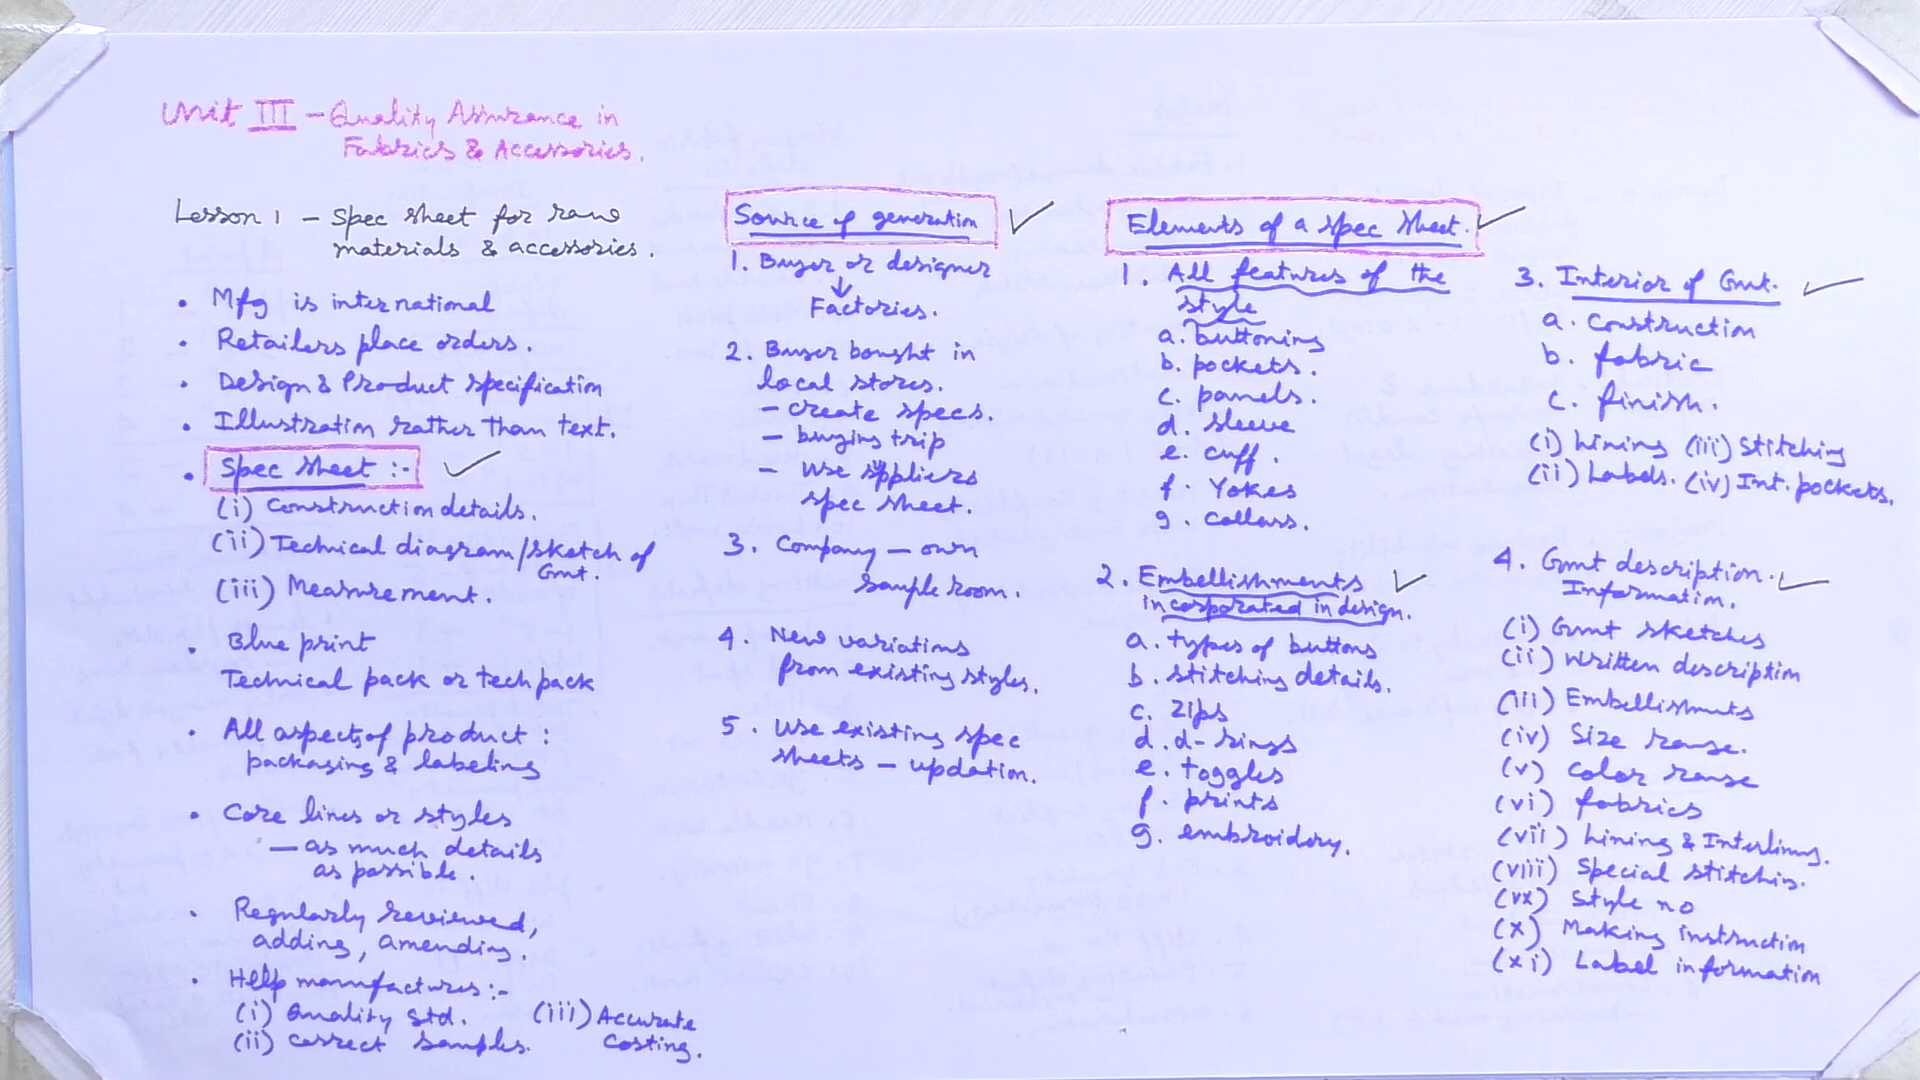 Unit III - Quality Assurance in
Fabrics & Accessories.
Lesson 1 - Spec sheet for raw
materials & accessories.
• Mfg is international
• Retailers place orders.
• Design & Product specification
• Illustration rather than text.
• Spec sheet :-
(i) Construction details.
(ii) Technical diagram/sketch of
Gmt.
(iii) Measurement.
• Blue print
Technical pack or tech pack
• All aspects of product :
packaging & labeling
• Core lines or styles
- as much details
as possible.
• Regularly reviewed,
adding, amending.
• Help manufactures :-
(i) Quality std. (iii) Accurate
(ii) correct samples. costing.
Source of generation
1. Buyer or designer
↓
Factories.
2. Buyer bought in
local stores.
- create specs.
- buying trip
- use sppliers
spec sheet.
3. Company - own
sample room.
4. New variations
from existing styles.
5. Use existing spec
sheets - updation.
Elements of a spec sheet.
1. All features of the
style
a. buttoning
b. pockets.
c. panels.
d. sleeve
e. cuff.
f. Yokes
g. collars.
2. Embellishments
incorporated in design.
a. types of buttons
b. stitching details.
c. zips
d. d-rings
e. toggles
f. prints
g. embroidery.
3. Interior of Gmt.
a. construction
b. fabric
c. finish.
(i) Lining (iii) Stitching
(ii) Labels. (iv) Int. pockets.
4. Gmt description.
Information.
(i) Gmt sketches
(ii) written description
(iii) Embellismnts
(iv) Size range.
(v) color range
(vi) fabrics
(vii) Lining & Interlining.
(viii) Special stitchis.
(vx) Style no
(x) Making instruction
(xi) Label information